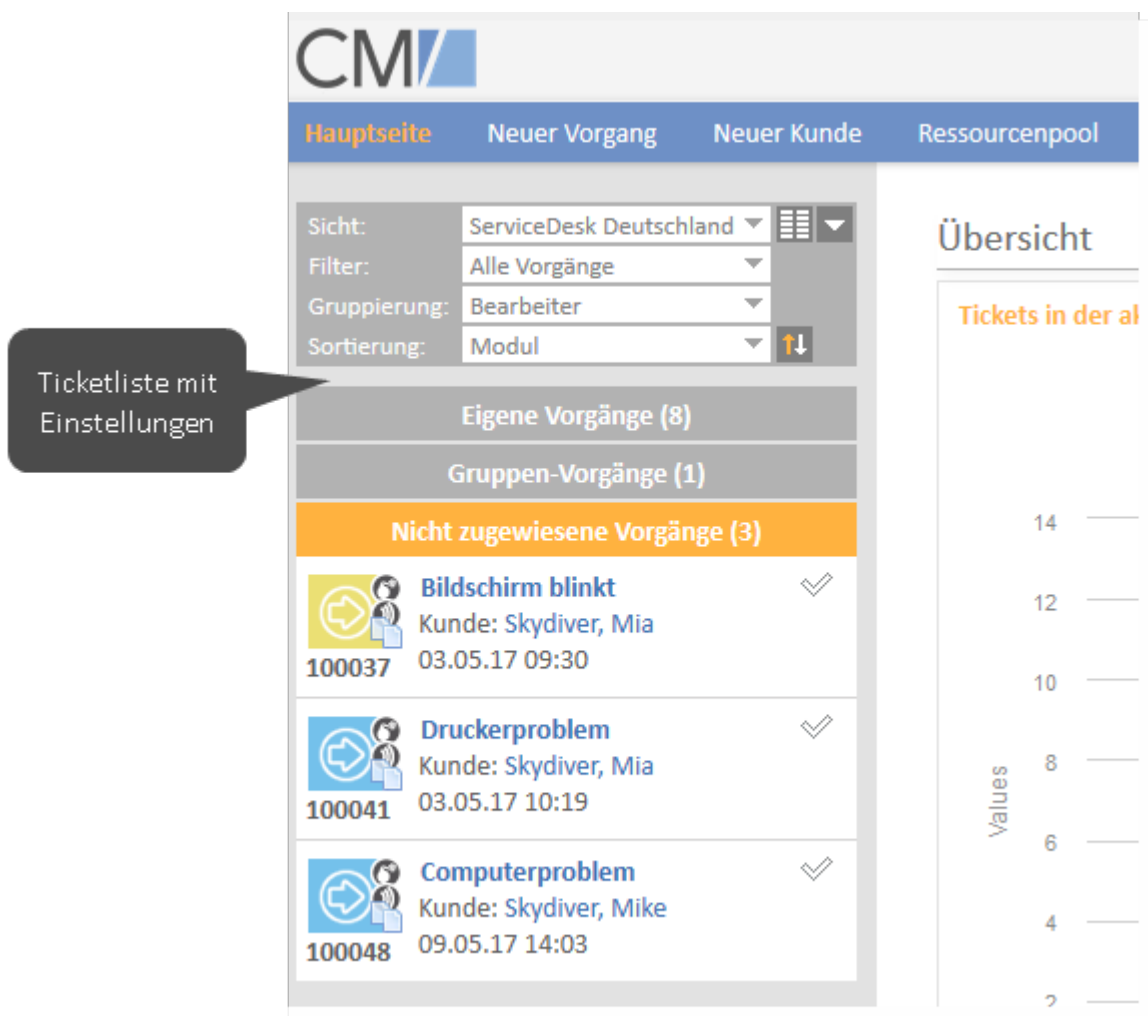 CM/
Hauptseite Neuer Vorgang Neuer Kunde Ressourcenpool
Sicht: ServiceDesk Deutschland
Filter: Alle Vorgänge
Gruppierung: Bearbeiter
Sortierung: Modul
Ticketliste mit
Einstellungen
Eigene Vorgänge (8)
Gruppen-Vorgänge (1)
Nicht zugewiesene Vorgänge (3)
Bildschirm blinkt
Kunde: Skydiver, Mia
100037 03.05.17 09:30
Druckerproblem
Kunde: Skydiver, Mia
100041 03.05.17 10:19
Computerproblem
Kunde: Skydiver, Mike
100048 09.05.17 14:03
Übersicht
Tickets in der
14
12
10
8
6
4
2
Values